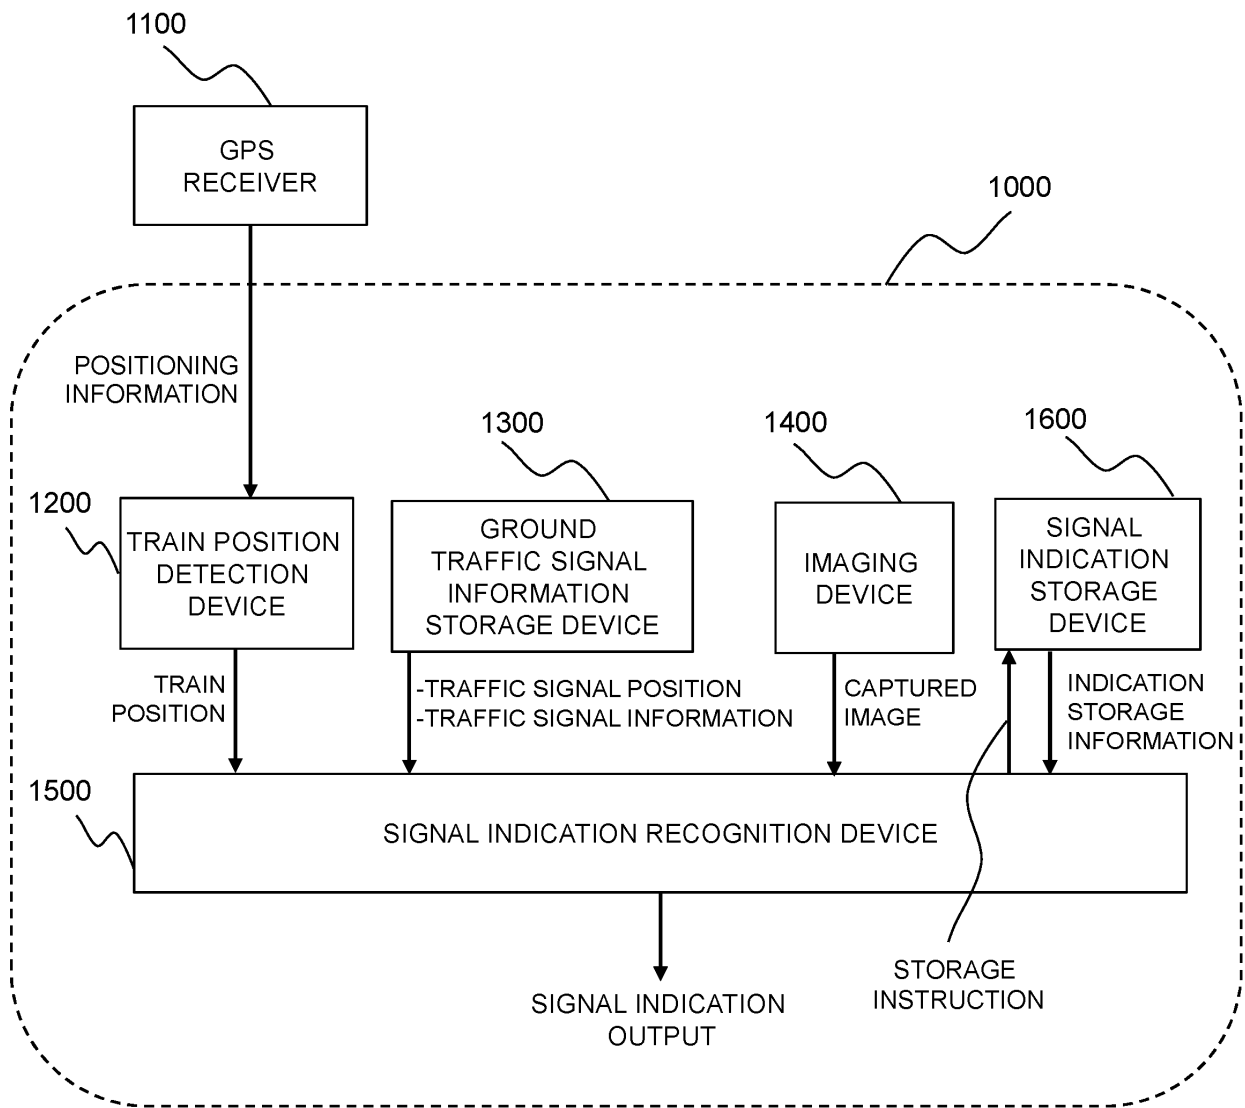 1100
GPS
RECEIVER
1000
POSITIONING
INFORMATION
1200
TRAIN POSITION
DETECTION
DEVICE
1300
GROUND
TRAFFIC SIGNAL
INFORMATION
STORAGE DEVICE
1400
IMAGING
DEVICE
1600
SIGNAL
INDICATION
STORAGE
DEVICE
TRAIN
POSITION
-TRAFFIC SIGNAL POSITION
-TRAFFIC SIGNAL INFORMATION
CAPTURED
IMAGE
INDICATION
STORAGE
INFORMATION
1500
SIGNAL INDICATION RECOGNITION DEVICE
STORAGE
INSTRUCTION
SIGNAL INDICATION
OUTPUT